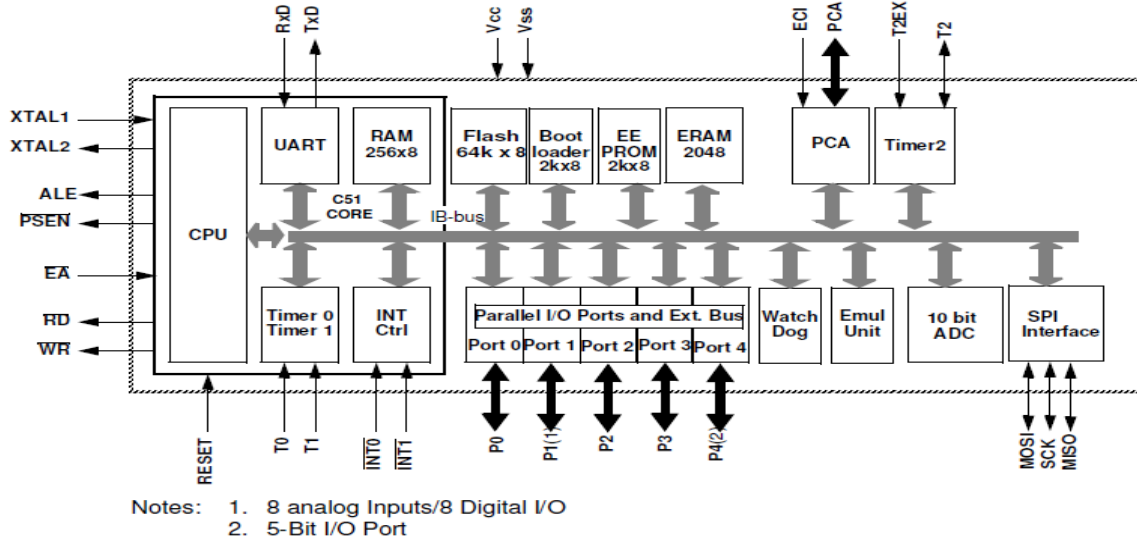 RxD TxD Vcc Vss ECI PCA T2EX T2
XTAL1
XTAL2
ALE
PSEN
EA
RD
WR
CPU
UART
RAM
256x8
Flash
64k x 8
Boot
loader
2kx8
EE
PROM
2kx8
ERAM
2048
PCA
Timer2
C51
CORE
IB-bus
Timer 0
Timer 1
INT
Ctrl
Parallel I/O Ports and Ext. Bus
Port 0 Port 1 Port 2 Port 3 Port 4
Watch
Dog
Emul
Unit
10 bit
ADC
SPI
Interface
RESET T0 T1 INT0 INT1 P0 P1(1) P2 P3 P4(2) MOSI SCK MISO
Notes: 1. 8 analog Inputs/8 Digital I/O
2. 5-Bit I/O Port